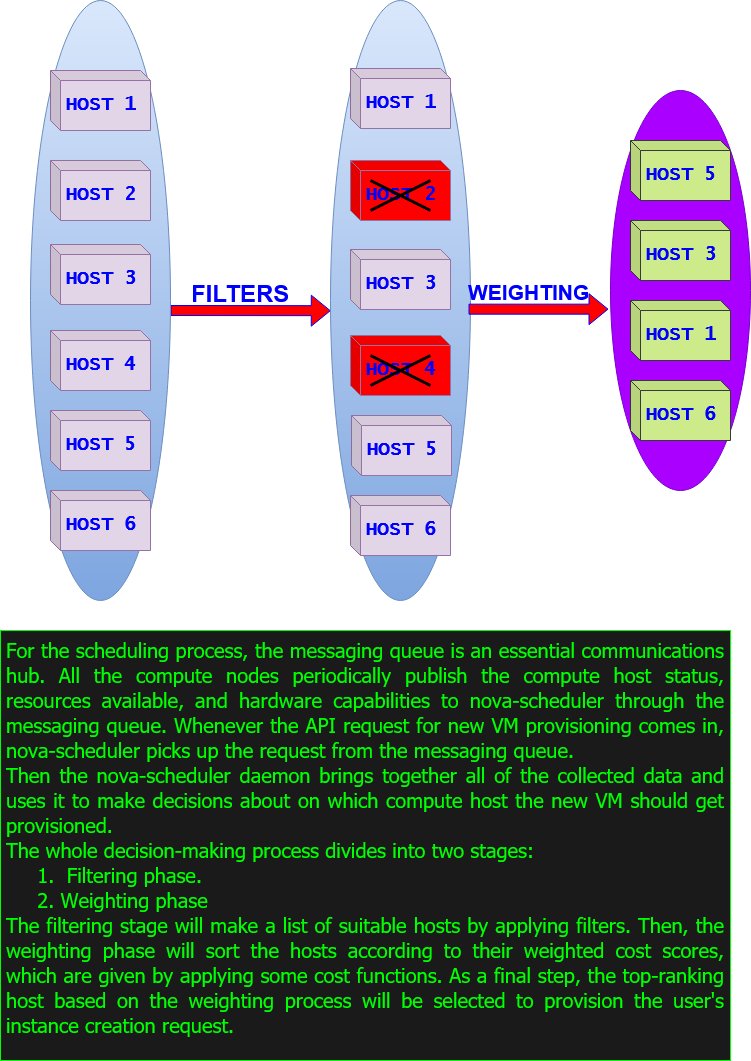 HOST 1
HOST 2
HOST 3
HOST 4
HOST 5
HOST 6
FILTERS
HOST 1
HOST 2
HOST 3
HOST 4
HOST 5
HOST 6
WEIGHTING
HOST 5
HOST 3
HOST 1
HOST 6
For the scheduling process, the messaging queue is an essential communications
hub. All the compute nodes periodically publish the compute host status,
resources available, and hardware capabilities to nova-scheduler through the
messaging queue. Whenever the API request for new VM provisioning comes in,
nova-scheduler picks up the request from the messaging queue.
Then the nova-scheduler daemon brings together all of the collected data and
uses it to make decisions about on which compute host the new VM should get
provisioned.
The whole decision-making process divides into two stages:
1. Filtering phase.
2. Weighting phase
The filtering stage will make a list of suitable hosts by applying filters. Then, the
weighting phase will sort the hosts according to their weighted cost scores,
which are given by applying some cost functions. As a final step, the top-ranking
host based on the weighting process will be selected to provision the user's
instance creation request.